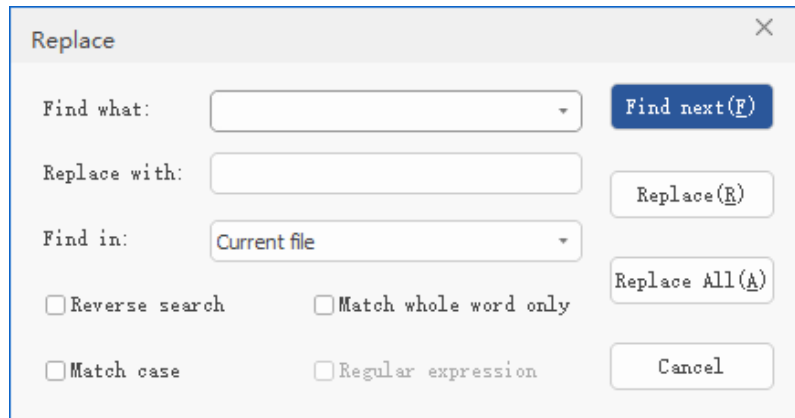 Replace
Find what:
Find next(F)
Replace with:
Replace(R)
Find in:
Current file
Replace All(A)
Reverse search
Match whole word only
Match case
Regular expression
Cancel